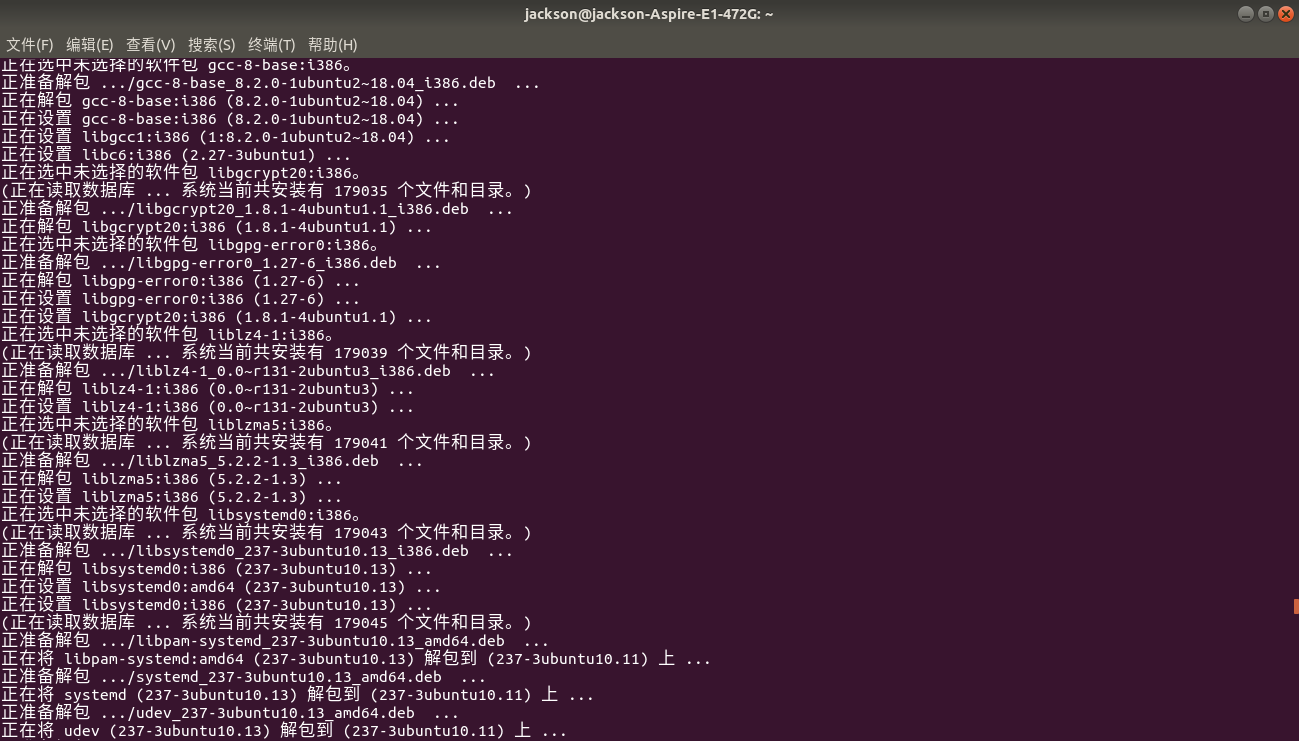 jackson@jackson-Aspire-E1-472G: ~
文件(F) 编辑(E) 查看(V) 搜索(S) 终端(T) 帮助(H)
正在选中未选择的软件包 gcc-8-base:i386。
正准备解包 .../gcc-8-base_8.2.0-1ubuntu2~18.04_i386.deb  ...
正在解包 gcc-8-base:i386 (8.2.0-1ubuntu2~18.04) ...
正在设置 gcc-8-base:i386 (8.2.0-1ubuntu2~18.04) ...
正在设置 libgcc1:i386 (1:8.2.0-1ubuntu2~18.04) ...
正在设置 libc6:i386 (2.27-3ubuntu1) ...
正在选中未选择的软件包 libgcrypt20:i386。
(正在读取数据库 ... 系统当前共安装有 179035 个文件和目录。)
正准备解包 .../libgcrypt20_1.8.1-4ubuntu1.1_i386.deb  ...
正在解包 libgcrypt20:i386 (1.8.1-4ubuntu1.1) ...
正在选中未选择的软件包 libgpg-error0:i386。
正准备解包 .../libgpg-error0_1.27-6_i386.deb  ...
正在解包 libgpg-error0:i386 (1.27-6) ...
正在设置 libgpg-error0:i386 (1.27-6) ...
正在设置 libgcrypt20:i386 (1.8.1-4ubuntu1.1) ...
正在选中未选择的软件包 liblz4-1:i386。
(正在读取数据库 ... 系统当前共安装有 179039 个文件和目录。)
正准备解包 .../liblz4-1_0.0~r131-2ubuntu3_i386.deb  ...
正在解包 liblz4-1:i386 (0.0~r131-2ubuntu3) ...
正在设置 liblz4-1:i386 (0.0~r131-2ubuntu3) ...
正在选中未选择的软件包 liblzma5:i386。
(正在读取数据库 ... 系统当前共安装有 179041 个文件和目录。)
正准备解包 .../liblzma5_5.2.2-1.3_i386.deb  ...
正在解包 liblzma5:i386 (5.2.2-1.3) ...
正在设置 liblzma5:i386 (5.2.2-1.3) ...
正在选中未选择的软件包 libsystemd0:i386。
(正在读取数据库 ... 系统当前共安装有 179043 个文件和目录。)
正准备解包 .../libsystemd0_237-3ubuntu10.13_i386.deb  ...
正在解包 libsystemd0:i386 (237-3ubuntu10.13) ...
正在设置 libsystemd0:amd64 (237-3ubuntu10.13) ...
正在设置 libsystemd0:i386 (237-3ubuntu10.13) ...
(正在读取数据库 ... 系统当前共安装有 179045 个文件和目录。)
正准备解包 .../libpam-systemd_237-3ubuntu10.13_amd64.deb  ...
正在将 libpam-systemd:amd64 (237-3ubuntu10.13) 解包到 (237-3ubuntu10.11) 上 ...
正准备解包 .../systemd_237-3ubuntu10.13_amd64.deb  ...
正在将 systemd (237-3ubuntu10.13) 解包到 (237-3ubuntu10.11) 上 ...
正准备解包 .../udev_237-3ubuntu10.13_amd64.deb  ...
正在将 udev (237-3ubuntu10.13) 解包到 (237-3ubuntu10.11) 上 ...